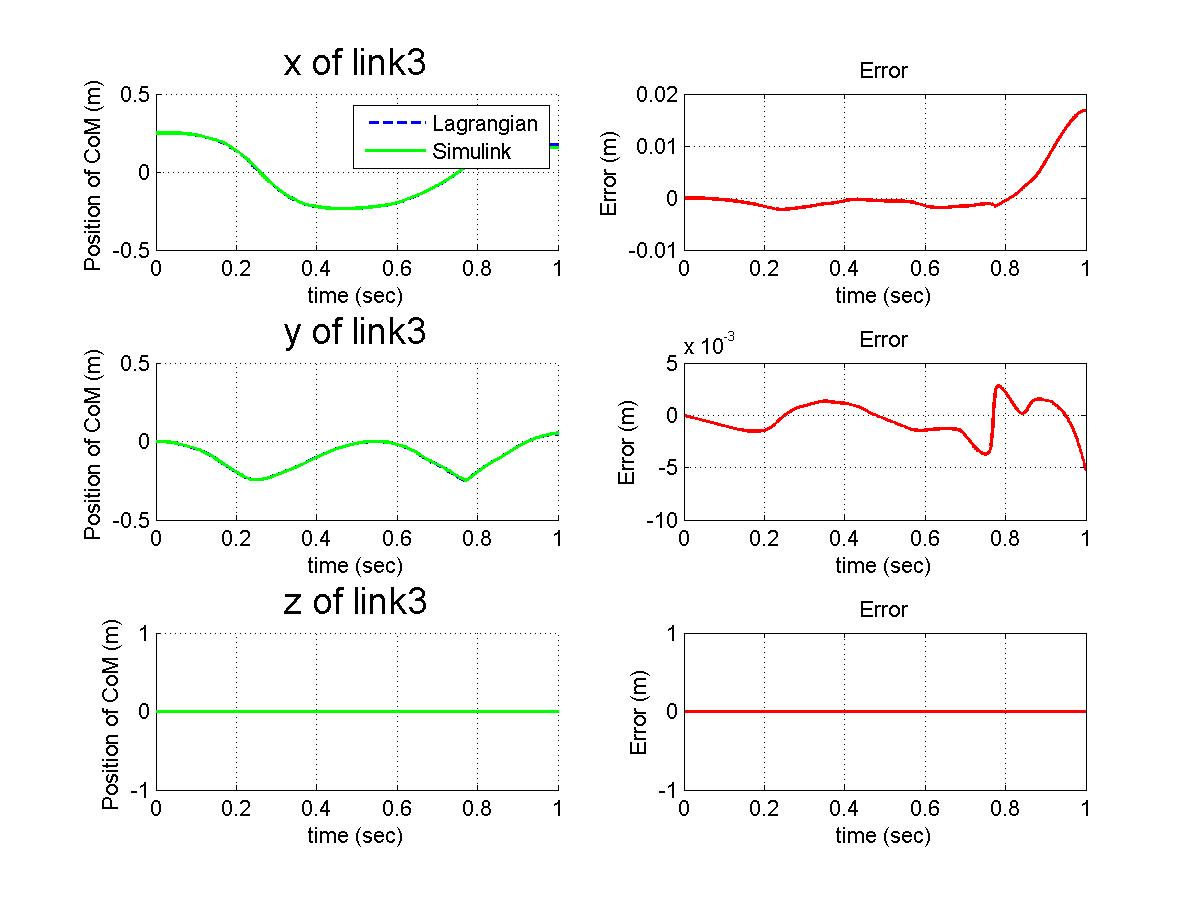 x of link3
Position of CoM (m)
0.5
0
-0.5
0 0.2 0.4 0.6 0.8 1
time (sec)
Lagrangian
Simulink
Error
Error (m)
0.02
0.01
0
-0.01
0 0.2 0.4 0.6 0.8 1
time (sec)
y of link3
Position of CoM (m)
0.5
0
-0.5
0 0.2 0.4 0.6 0.8 1
time (sec)
Error
x 10⁻³
Error (m)
5
0
-5
-10
0 0.2 0.4 0.6 0.8 1
time (sec)
z of link3
Position of CoM (m)
1
0
-1
0 0.2 0.4 0.6 0.8 1
time (sec)
Error
Error (m)
1
0
-1
0 0.2 0.4 0.6 0.8 1
time (sec)